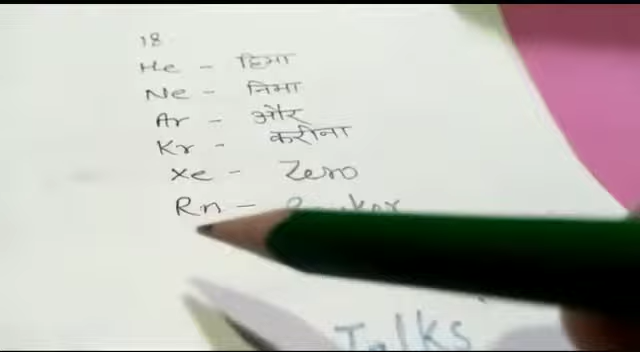 18
He - हिमा
Ne - निमा
Ar - और
Kr - करीना
Xe - Zero
Rn -
Talks